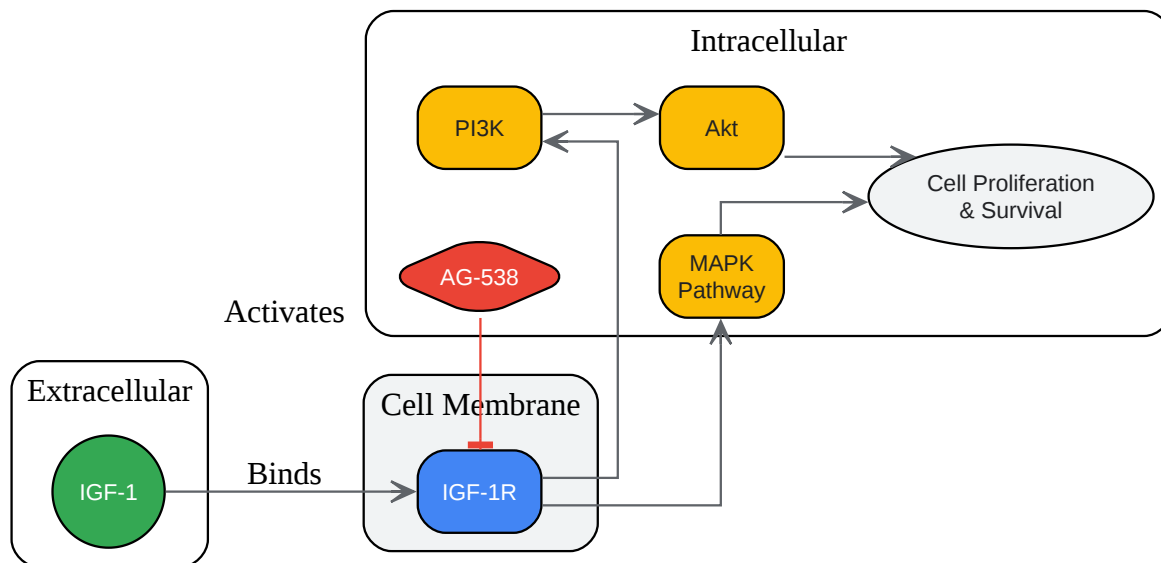 Intracellular
PI3K
Akt
Cell Proliferation
& Survival
AG-538
MAPK
Pathway
Activates
Extracellular
Cell Membrane
IGF-1
Binds
IGF-1R